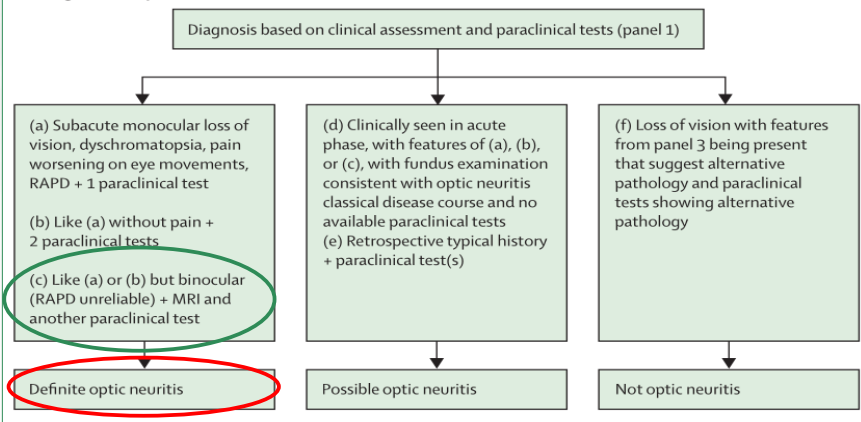 Diagnosis based on clinical assessment and paraclinical tests (panel 1)
(a) Subacute monocular loss of
vision, dyschromatopsia, pain
worsening on eye movements,
RAPD + 1 paraclinical test
(b) Like (a) without pain +
2 paraclinical tests
(c) Like (a) or (b) but binocular
(RAPD unreliable) + MRI and
another paraclinical test
(d) Clinically seen in acute
phase, with features of (a), (b),
or (c), with fundus examination
consistent with optic neuritis
classical disease course and no
available paraclinical tests
(e) Retrospective typical history
+ paraclinical test(s)
(f) Loss of vision with features
from panel 3 being present
that suggest alternative
pathology and paraclinical
tests showing alternative
pathology
Definite optic neuritis
Possible optic neuritis
Not optic neuritis